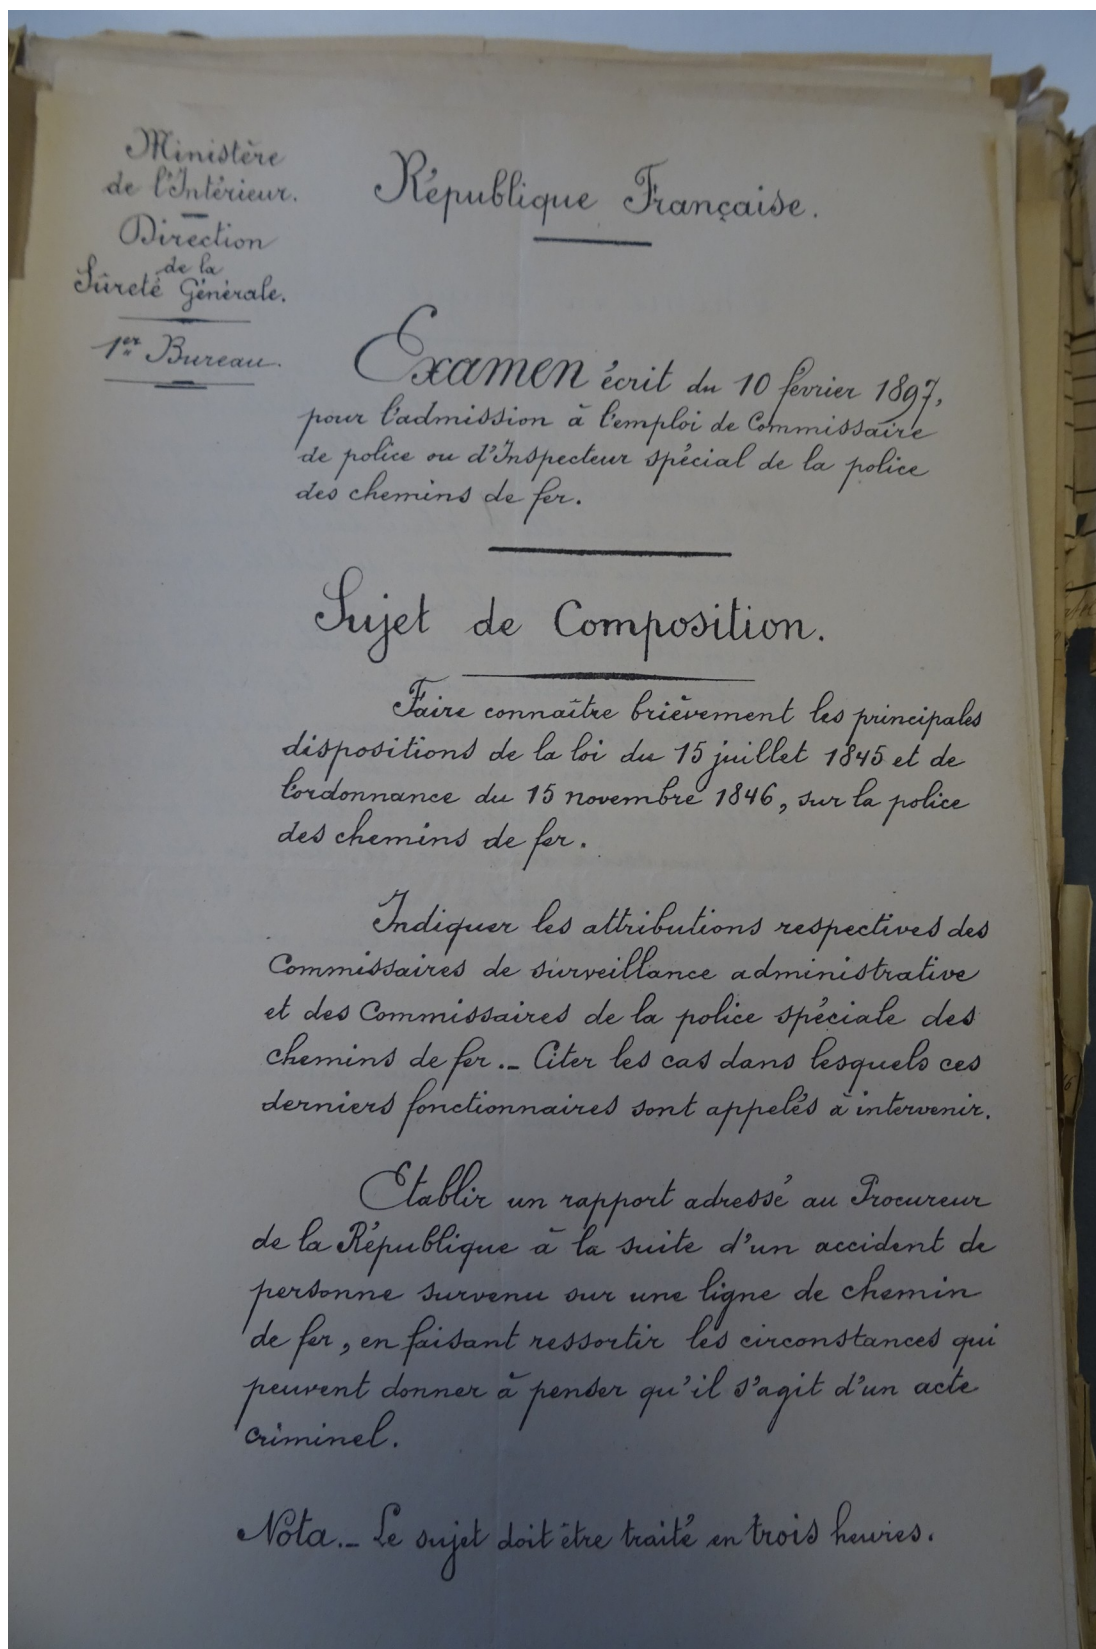 Ministère
de l'Intérieur.
Direction
de la
Sûreté Générale.
1er Bureau.
République Française.
Examen écrit du 10 février 1897,
pour l'admission à l'emploi de Commissaire
de police ou d'Inspecteur spécial de la police
des chemins de fer.
Sujet de Composition.
Faire connaître brièvement les principales
dispositions de la loi du 15 juillet 1845 et de
l'ordonnance du 15 novembre 1846, sur la police
des chemins de fer.
Indiquer les attributions respectives des
Commissaires de surveillance administrative
et des Commissaires de la police spéciale des
chemins de fer.- Citer les cas dans lesquels ces
derniers fonctionnaires sont appelés à intervenir.
Etablir un rapport adressé au Procureur
de la République à la suite d'un accident de
personne survenu sur une ligne de chemin
de fer, en faisant ressortir les circonstances qui
peuvent donner à penser qu'il s'agit d'un acte
criminel.
Nota.- Le sujet doit être traité en trois heures.